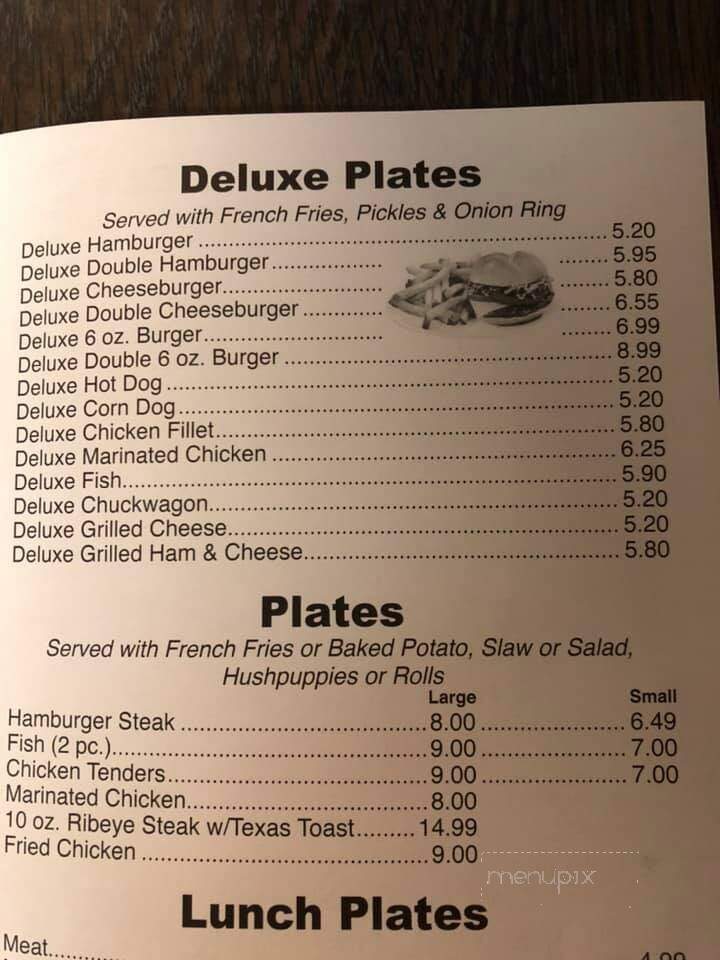 Deluxe Plates
Served with French Fries, Pickles & Onion Ring
Deluxe Hamburger 5.20
Deluxe Double Hamburger 5.95
Deluxe Cheeseburger 5.80
Deluxe Double Cheeseburger 6.55
Deluxe 6 oz. Burger 6.99
Deluxe Double 6 oz. Burger 8.99
Deluxe Hot Dog 5.20
Deluxe Corn Dog 5.20
Deluxe Chicken Fillet 5.80
Deluxe Marinated Chicken 6.25
Deluxe Fish 5.90
Deluxe Chuckwagon 5.20
Deluxe Grilled Cheese 5.20
Deluxe Grilled Ham & Cheese 5.80
Plates
Served with French Fries or Baked Potato, Slaw or Salad,
Hushpuppies or Rolls
Large Small
Hamburger Steak 8.00 6.49
Fish (2 pc.) 9.00 7.00
Chicken Tenders 9.00 7.00
Marinated Chicken 8.00
10 oz. Ribeye Steak w/Texas Toast 14.99
Fried Chicken 9.00
menupix
Lunch Plates
Meat